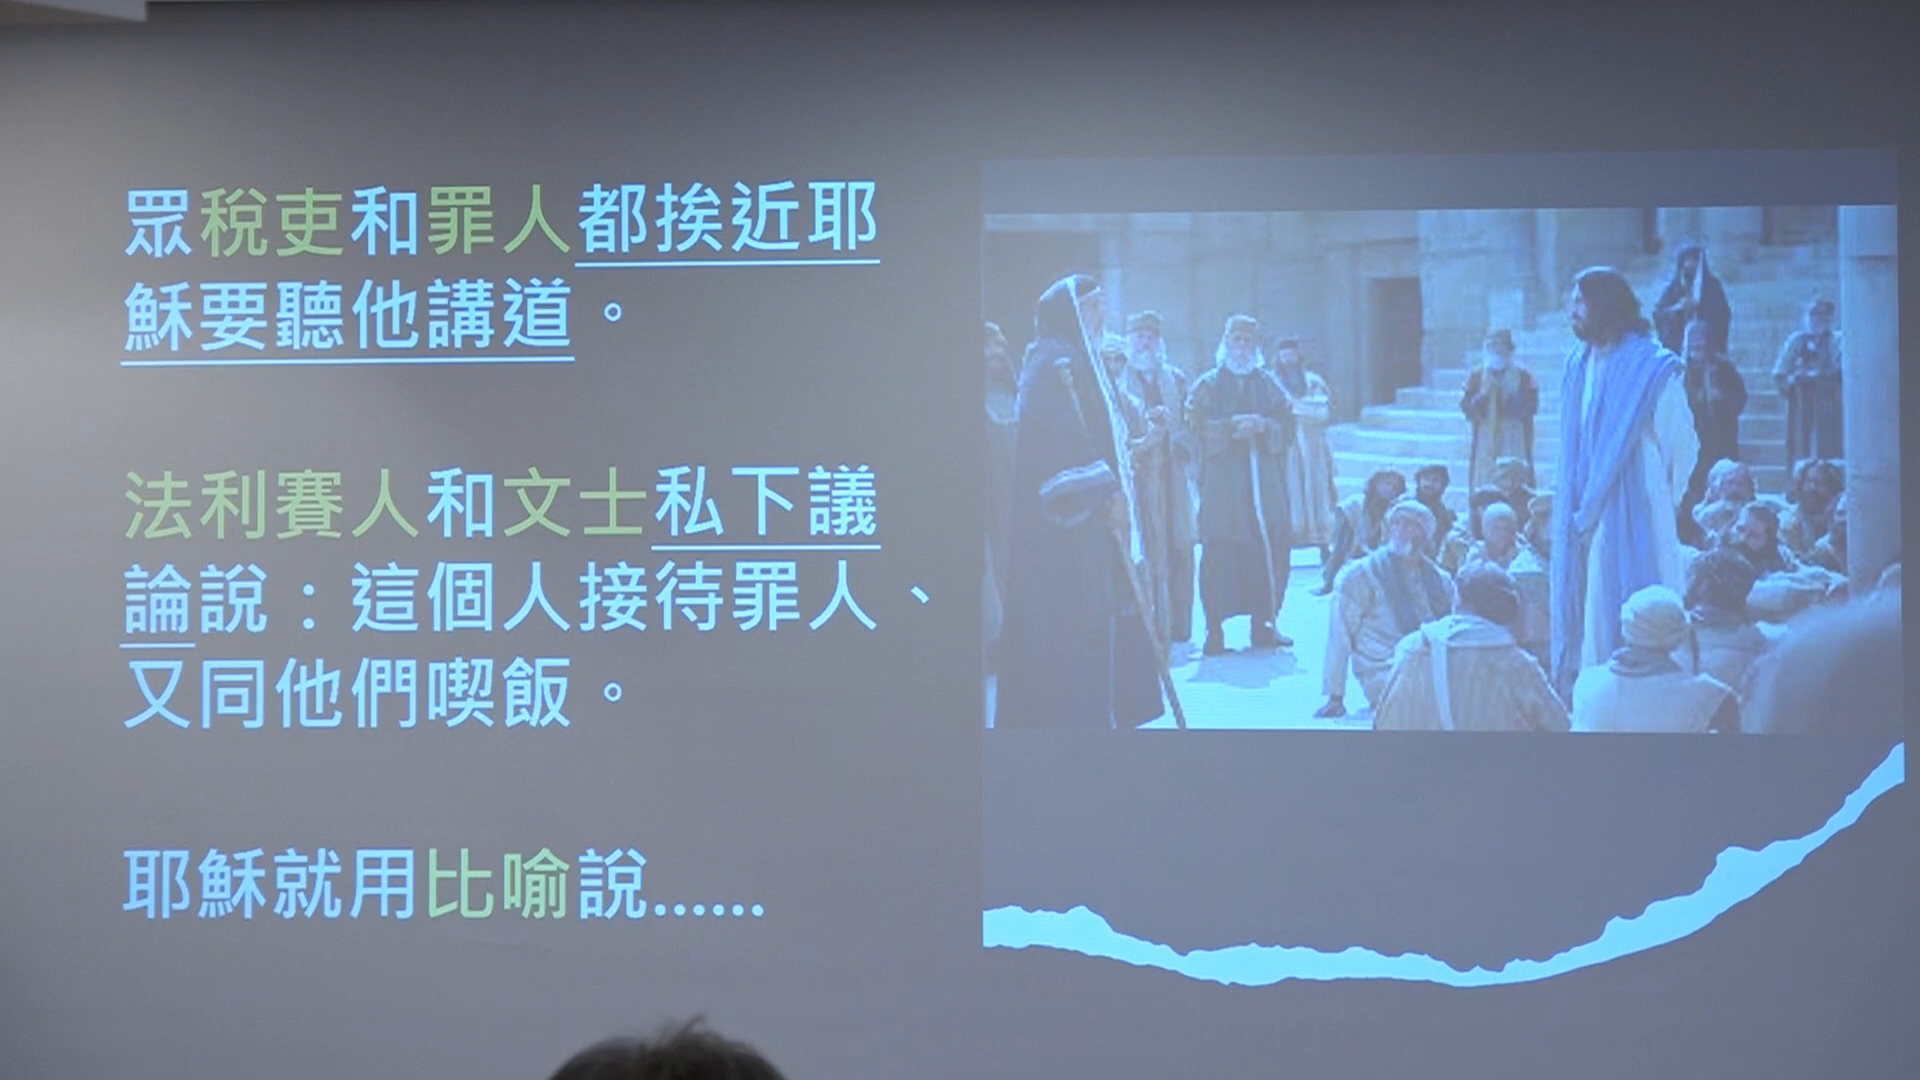 眾稅吏和罪人都挨近耶
穌要聽他講道。
法利賽人和文士私下議
論說：這個人接待罪人、
又同他們喫飯。
耶穌就用比喻說......